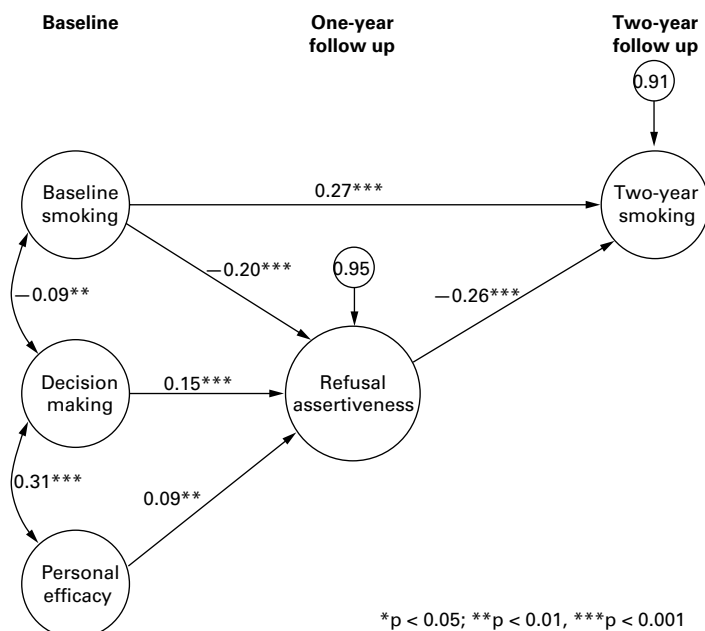 Baseline
One-year
follow up
Two-year
follow up
0.91
Baseline
smoking
0.27***
Two-year
smoking
—0.20***
0.95
—0.09**
—0.26***
Decision
making
0.15***
Refusal
assertiveness
0.31***
0.09**
Personal
efficacy
*p < 0.05; **p < 0.01, ***p < 0.001